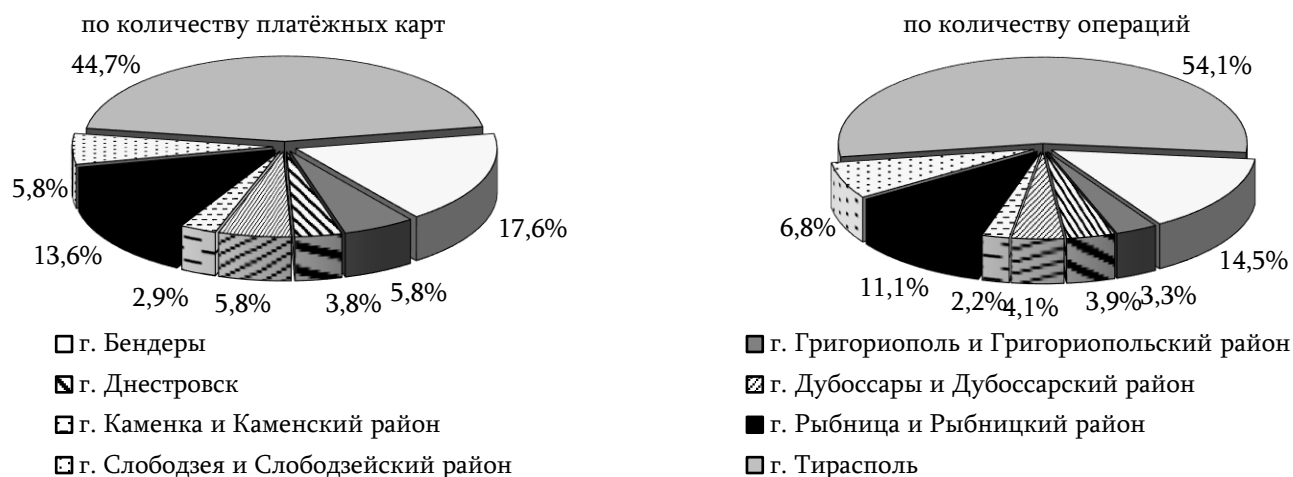 по количеству платёжных карт
44,7%
5,8%
13,6%
2,9%
5,8%
3,8%
5,8%
17,6%
по количеству операций
54,1%
6,8%
11,1%
2,2%
4,1%
3,9%
3,3%
14,5%
г. Бендеры
г. Григориополь и Григориопольский район
г. Днестровск
г. Дубоссары и Дубоссарский район
г. Каменка и Каменский район
г. Рыбница и Рыбницкий район
г. Слободзея и Слободзейский район
г. Тирасполь